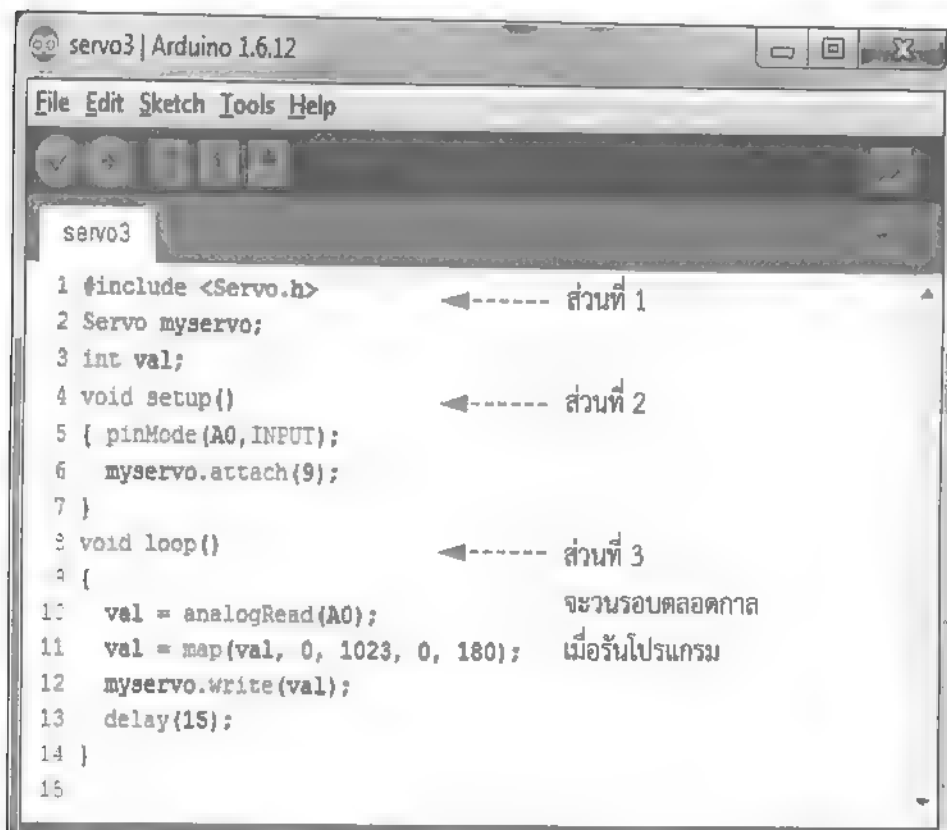 servo3 | Arduino 1.6.12
File Edit Sketch Tools Help
servo3
1 #include <Servo.h> ส่วนที่ 1
2 Servo myservo;
3 int val;
4 void setup() ส่วนที่ 2
5 { pinMode(A0,INPUT);
6 myservo.attach(9);
7 }
8 void loop() ส่วนที่ 3
9 { จะวนรอบตลอดกาล
10 val = analogRead(A0);
11 val = map(val, 0, 1023, 0, 180); เมื่อรันโปรแกรม
12 myservo.write(val);
13 delay(15);
14 }
15